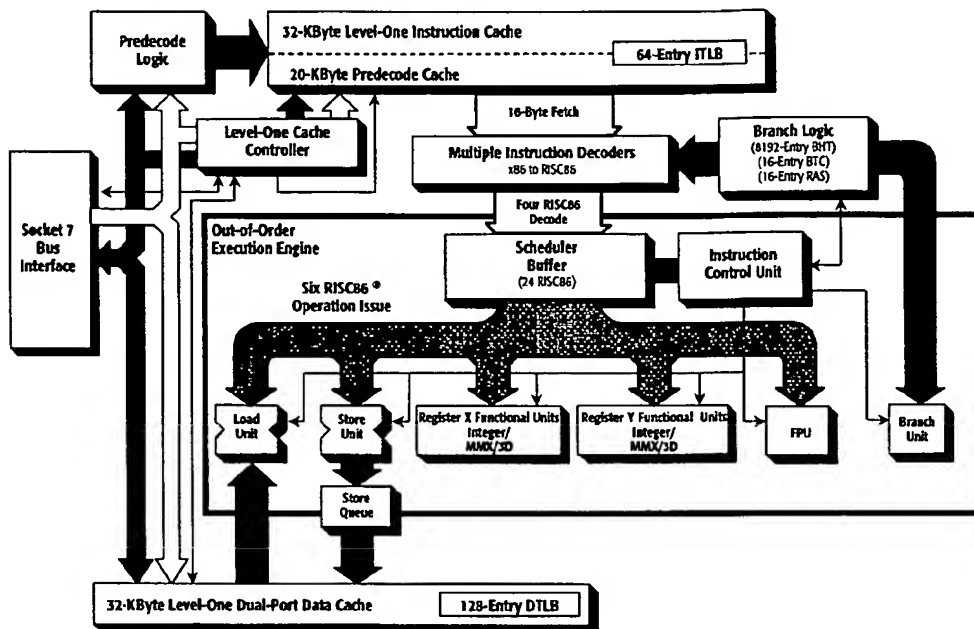 32-KByte Level-One Instruction Cache
Predecode
Logic
64-Entry ITLB
20-KByte Predecode Cache
16-Byte Fetch
Level-One Cache
Controller
Multiple Instruction Decoders
x86 to RISC86
Branch Logic
(8192-Entry BHT)
(16-Entry BTC)
(16-Entry RAS)
Four RISC86
Decode
Socket 7
Bus
Interface
Out-of-Order
Execution Engine
Scheduler
Buffer
(24 RISC86)
Instruction
Control Unit
Six RISC86 ®
Operation Issue
Load
Unit
Store
Unit
Register X Functional Units
Integer/
MMX/3D
Register Y Functional Units
Integer/
MMX/3D
FPU
Branch
Unit
Store
Queue
32-KByte Level-One Dual-Port Data Cache
128-Entry DTLB